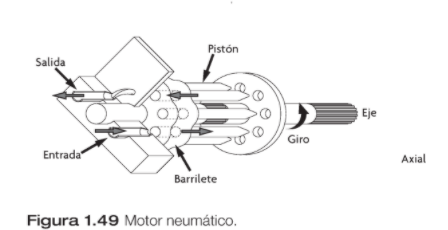 Pistón
Salida
Eje
Giro
Entrada
Axial
Barrilete
Figura 1.49 Motor neumático.